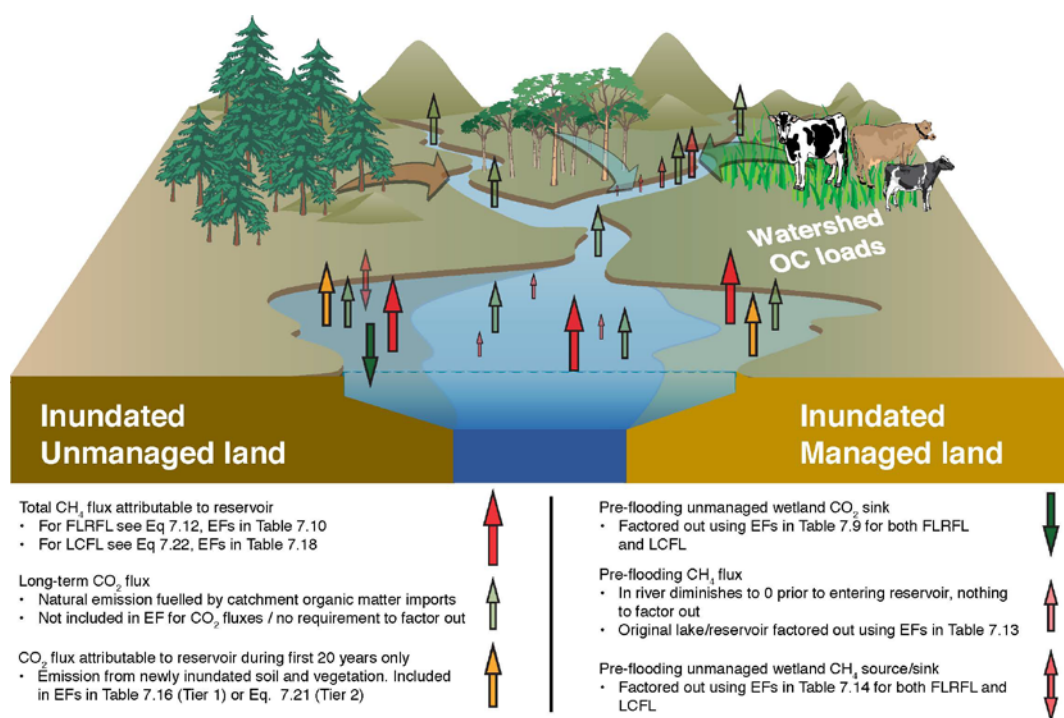 Watershed
OC loads
Inundated
Unmanaged land
Inundated
Managed land
Total CH₄ flux attributable to reservoir
• For FLRFL see Eq 7.12, EFs in Table 7.10
• For LCFL see Eq 7.22, EFs in Table 7.18
Long-term CO₂ flux
• Natural emission fuelled by catchment organic matter imports
• Not included in EF for CO₂ fluxes / no requirement to factor out
CO₂ flux attributable to reservoir during first 20 years only
• Emission from newly inundated soil and vegetation. Included
in EFs in Table 7.16 (Tier 1) or Eq. 7.21 (Tier 2)
Pre-flooding unmanaged wetland CO₂ sink
• Factored out using EFs in Table 7.9 for both FLRFL
and LCFL
Pre-flooding CH₄ flux
• In river diminishes to 0 prior to entering reservoir, nothing
to factor out
• Original lake/reservoir factored out using EFs in Table 7.13
Pre-flooding unmanaged wetland CH₄ source/sink
• Factored out using EFs in Table 7.14 for both FLRFL and
LCFL